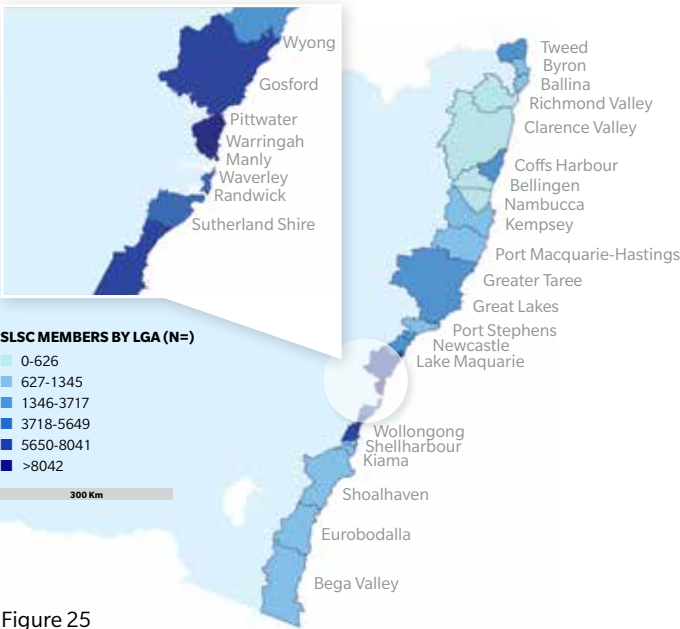 Wyong
Gosford
Pittwater
Warringah
Manly
Waverley
Randwick
Sutherland Shire
Tweed
Byron
Ballina
Richmond Valley
Clarence Valley
Coffs Harbour
Bellingen
Nambucca
Kempsey
Port Macquarie-Hastings
Greater Taree
Great Lakes
Port Stephens
Newcastle
Lake Maquarie
Wollongong
Shellharbour
Kiama
Shoalhaven
Eurobodalla
Bega Valley
SLSC MEMBERS BY LGA (N=)
0-626
627-1345
1346-3717
3718-5649
5650-8041
>8042
300 Km
Figure 25